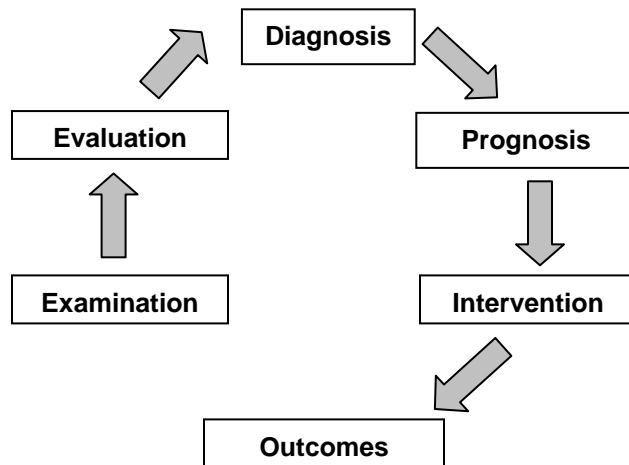 Diagnosis
Evaluation
Prognosis
Examination
Intervention
Outcomes